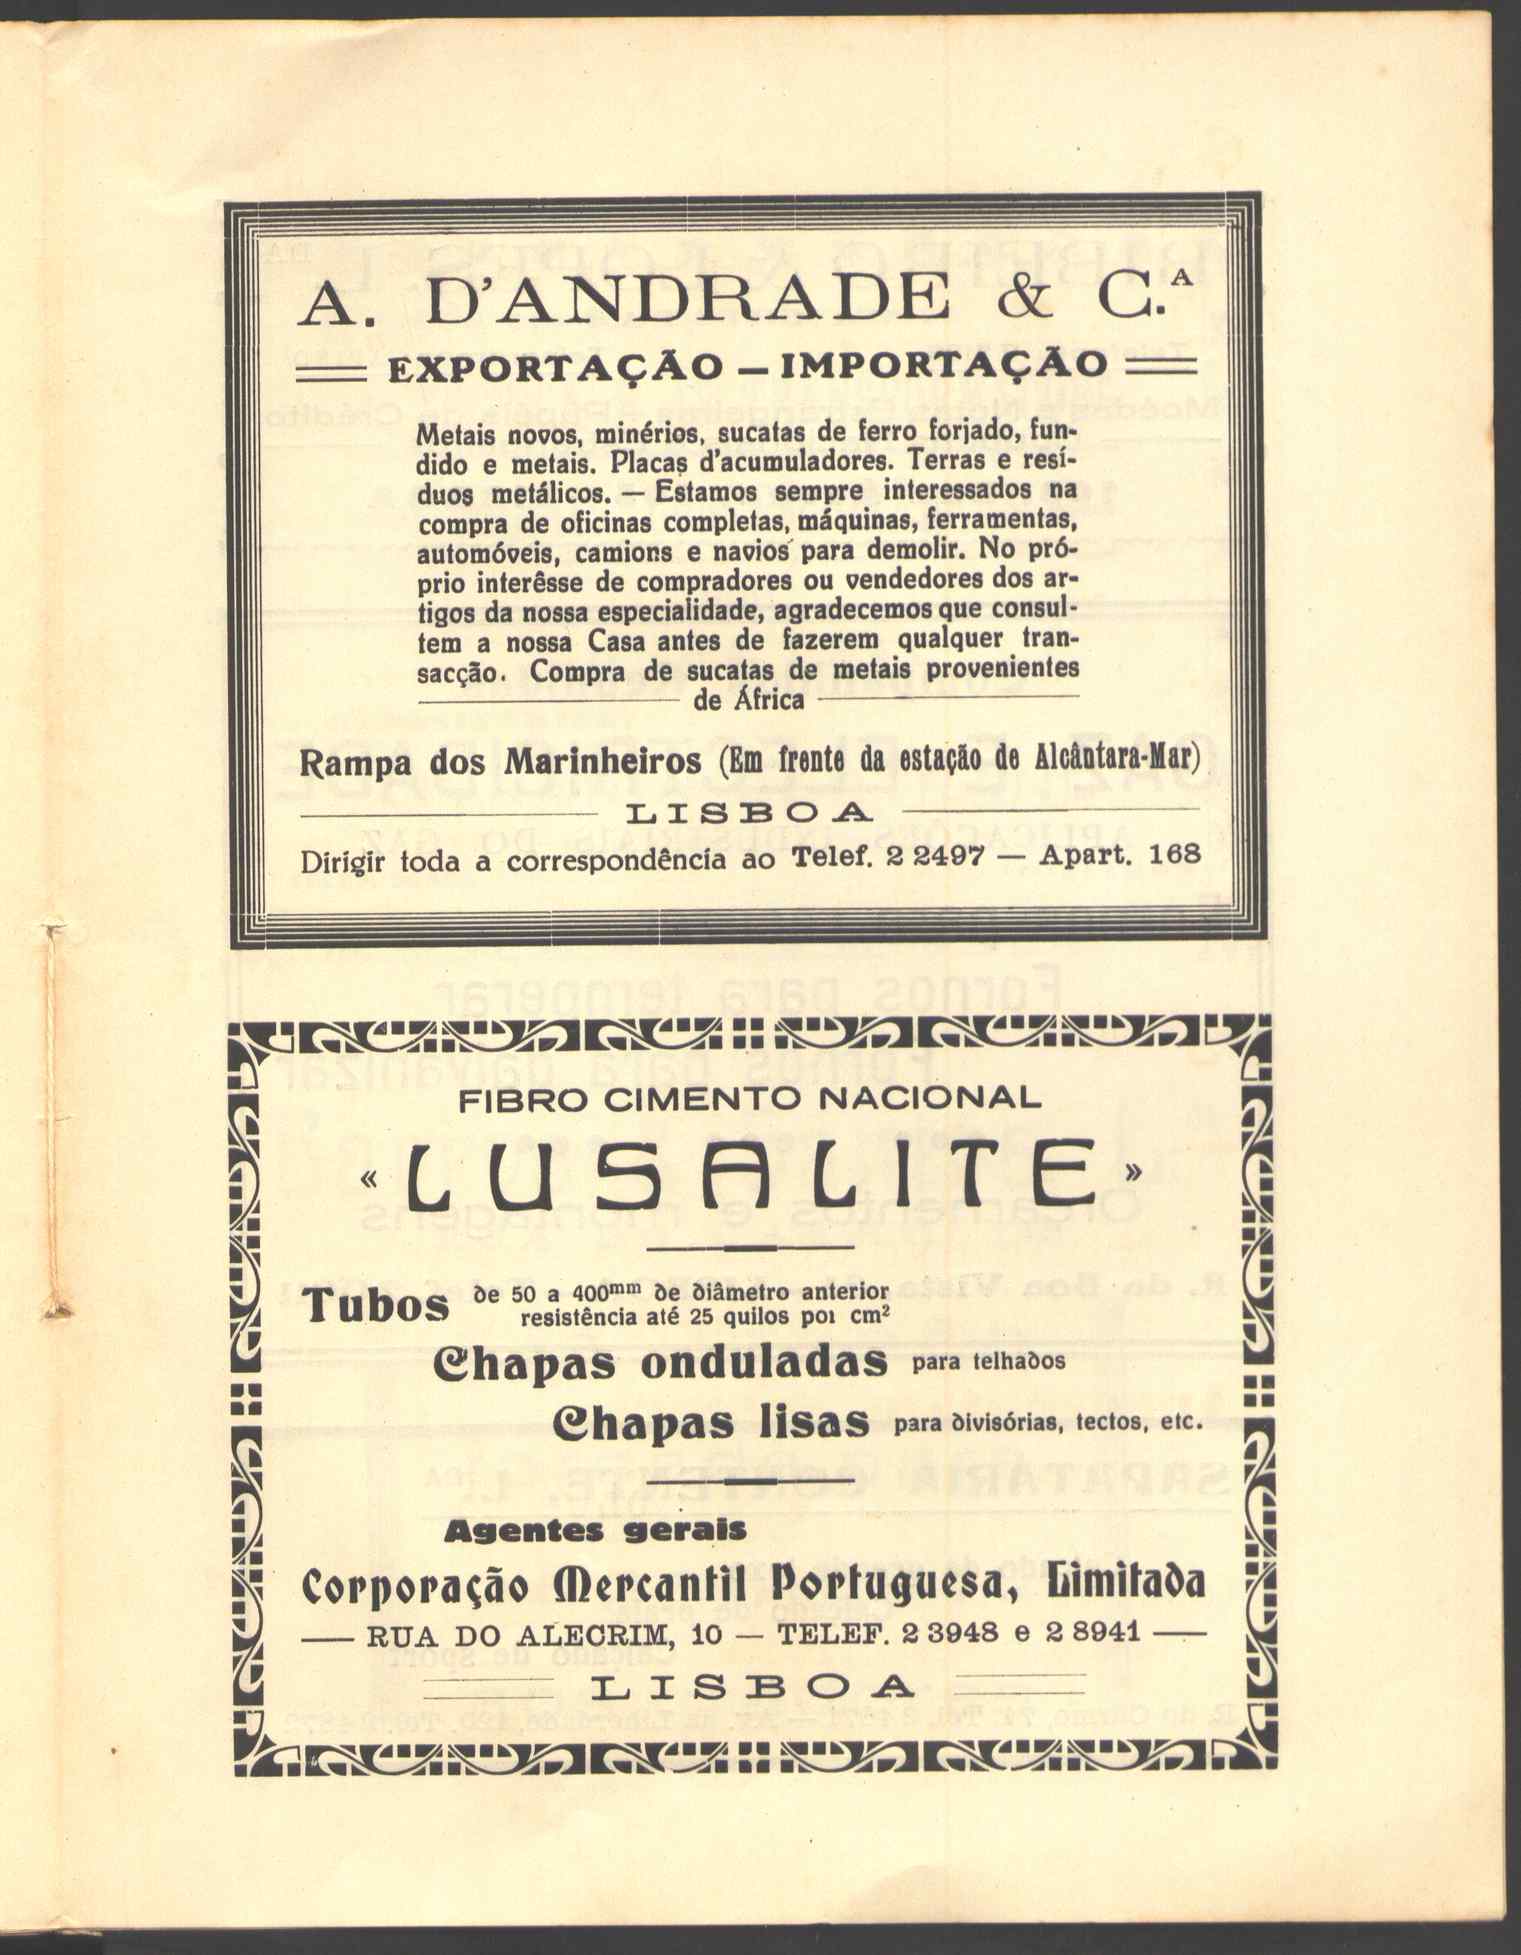 A. D'ANDRADE & C.ᴬ
EXPORTAÇÃO — IMPORTAÇÃO
Metais novos, minérios, sucatas de ferro forjado, fun-
dido e metais. Placas d'acumuladores. Terras e resí-
duos metálicos. — Estamos sempre interessados na
compra de oficinas completas, máquinas, ferramentas,
automóveis, camions e navios para demolir. No pró-
prio interêsse de compradores ou vendedores dos ar-
tigos da nossa especialidade, agradecemos que consul-
tem a nossa Casa antes de fazerem qualquer tran-
sacção. Compra de sucatas de metais provenientes
de África
Rampa dos Marinheiros (Em frente da estação de Alcântara-Mar)
LISBOA
Dirigir toda a correspondência ao Telef. 2 2497 — Apart. 168
FIBRO CIMENTO NACIONAL
«LUSALITE»
Tubos de 50 a 400ᵐᵐ de diâmetro anterior
resistência até 25 quilos por cm²
Chapas onduladas para telhados
Chapas lisas para divisórias, tectos, etc.
Agentes gerais
Corporação Mercantil Portuguesa, Limitada
— RUA DO ALECRIM, 10 — TELEF. 2 3948 e 2 8941 —
LISBOA